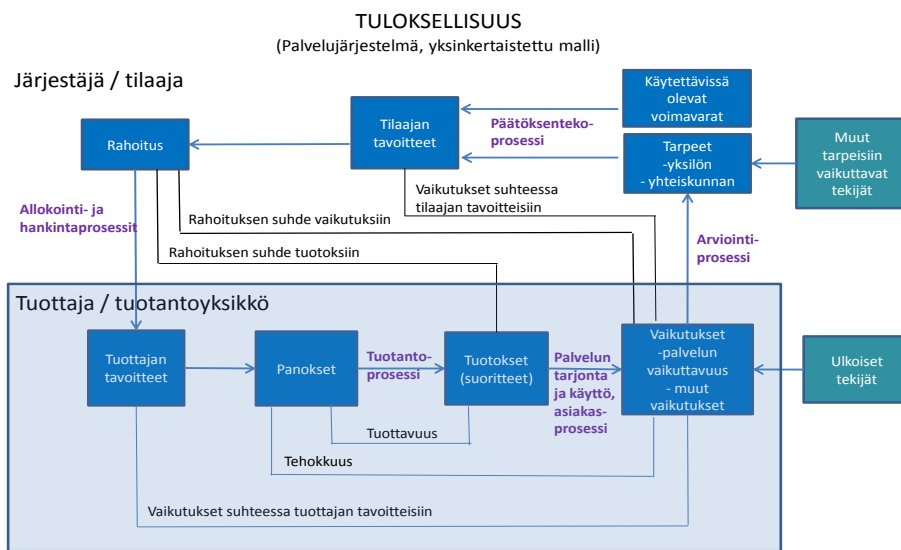 TULOKSELLISUUS
(Palvelujärjestelmä, yksinkertaistettu malli)
Järjestäjä / tilaaja
Käytettävissä
olevat
voimavarat
Tilaajan
tavoitteet
Päätöksenteko-
prosessi
Rahoitus
Tarpeet
-yksilön
- yhteiskunnan
Muut
tarpeisiin
vaikuttavat
tekijät
Vaikutukset suhteessa
tilaajan tavoitteisiin
Allokointi- ja
hankintaprosessit
Rahoituksen suhde vaikutuksiin
Arviointi-
prosessi
Rahoituksen suhde tuotoksiin
Tuottaja / tuotantoyksikkö
Tuottajan
tavoitteet
Panokset
Tuotanto-
prosessi
Tuotokset
(suoritteet)
Palvelun
tarjonta
ja käyttö,
asiakas-
prosessi
Vaikutukset
-palvelun
vaikuttavuus
- muut
vaikutukset
Ulkoiset
tekijät
Tuottavuus
Tehokkuus
Vaikutukset suhteessa tuottajan tavoitteisiin